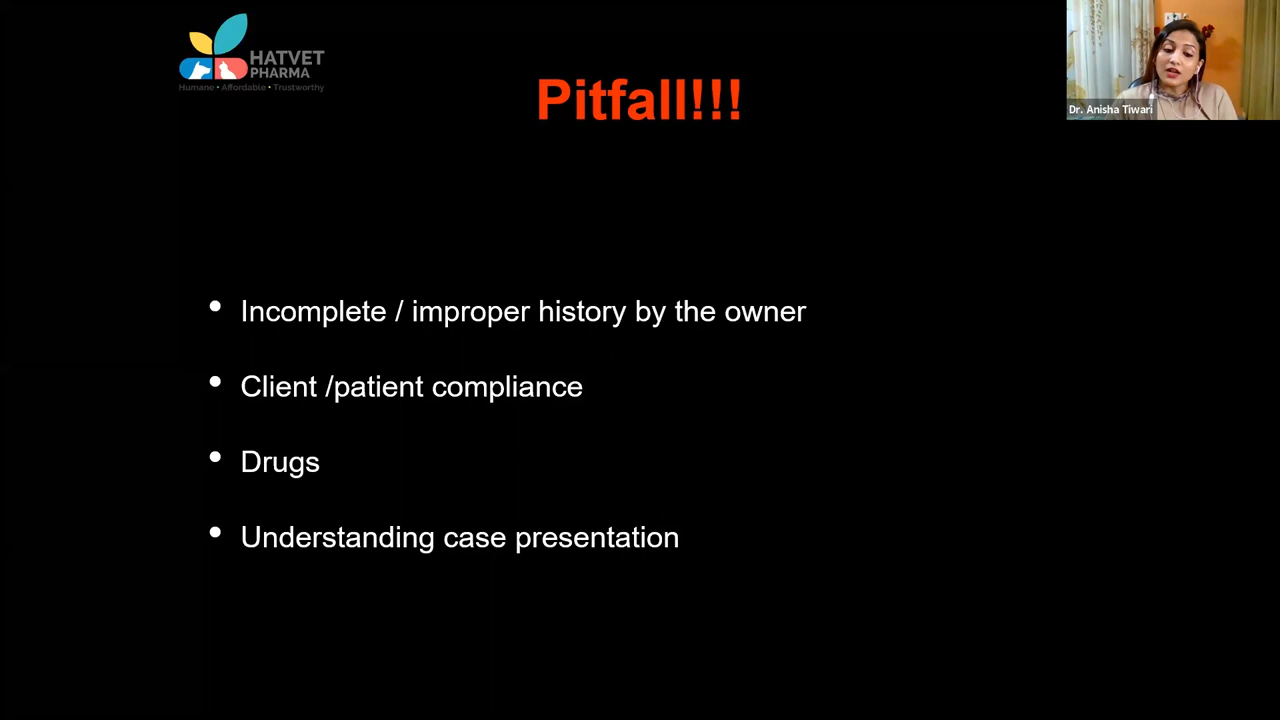 HATVET
PHARMA
Humane • Affordable • Trustworthy
Pitfall!!!
Dr. Anisha Tiwari
• Incomplete / improper history by the owner
• Client /patient compliance
• Drugs
• Understanding case presentation